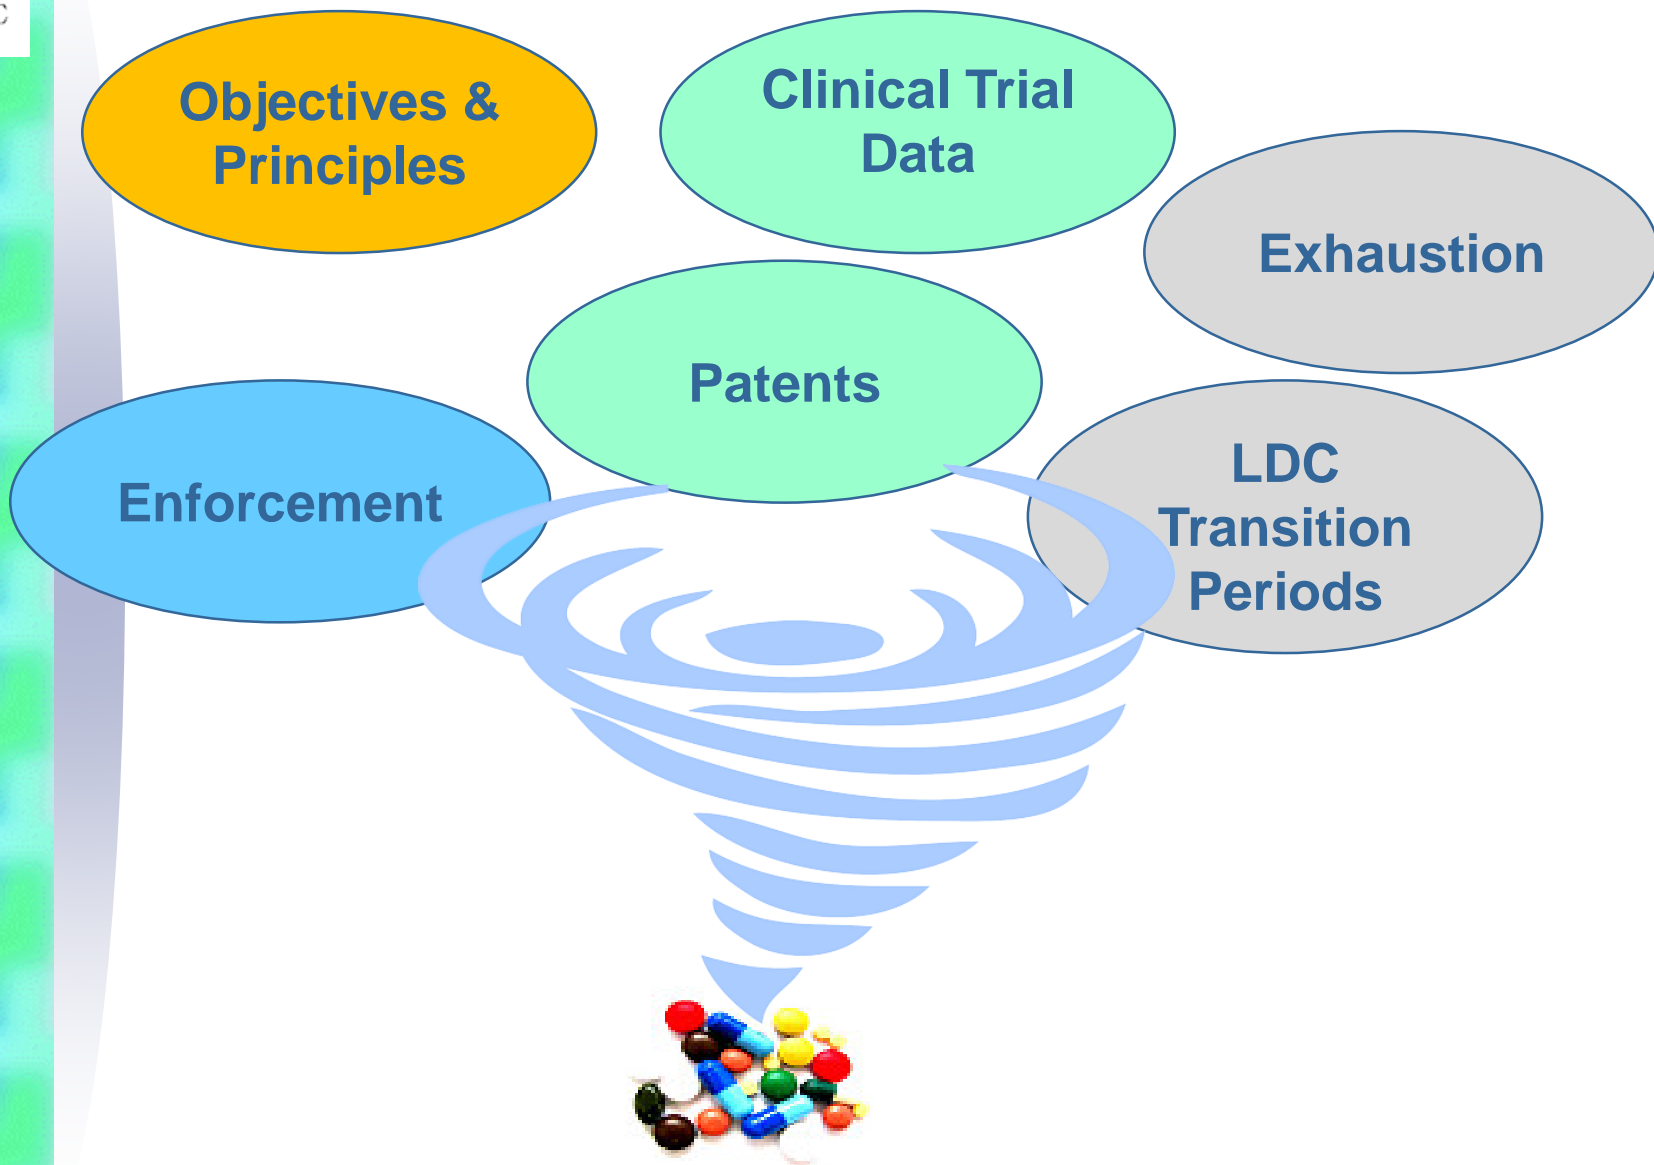 Objectives &
Principles
Clinical Trial
Data
Exhaustion
Patents
Enforcement
LDC
Transition
Periods